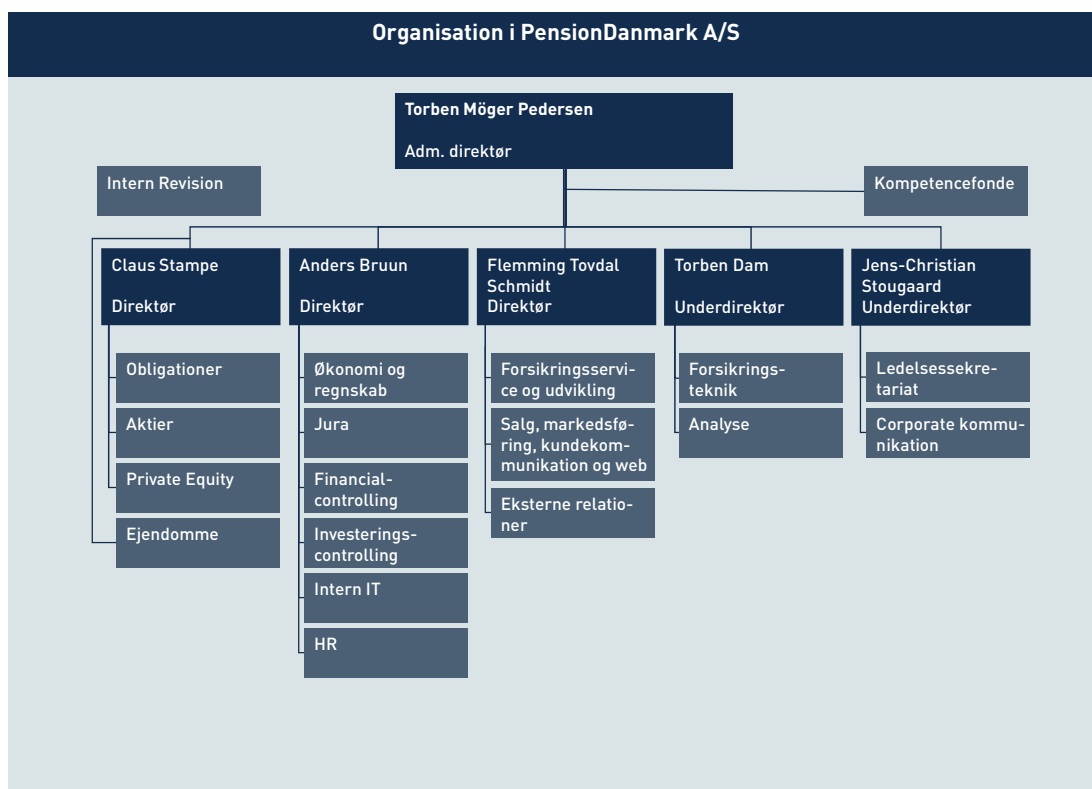 Organisation i PensionDanmark A/S
Torben Möger Pedersen
Adm. direktør
Intern Revision
Kompetencefonde
Claus Stampe
Direktør
Anders Bruun
Direktør
Flemming Tovdal
Schmidt
Direktør
Torben Dam
Underdirektør
Jens-Christian
Stougaard
Underdirektør
Obligationer
Aktier
Private Equity
Ejendomme
Økonomi og
regnskab
Jura
Financial-
controlling
Investerings-
controlling
Intern IT
HR
Forsikringsservi-
ce og udvikling
Salg, markedsfø-
ring, kundekom-
munikation og web
Eksterne relatio-
ner
Forsikrings-
teknik
Analyse
Ledelsessekre-
tariat
Corporate kommu-
nikation